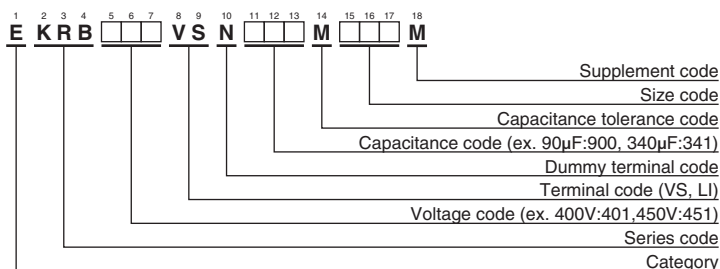 1 2 3 4 5 6 7 8 9 10 11 12 13 14 15 16 17 18
E K R B □□□ V S N □□□ M □□□ M
Supplement code
Size code
Capacitance tolerance code
Capacitance code (ex. 90µF:900, 340µF:341)
Dummy terminal code
Terminal code (VS, LI)
Voltage code (ex. 400V:401,450V:451)
Series code
Category